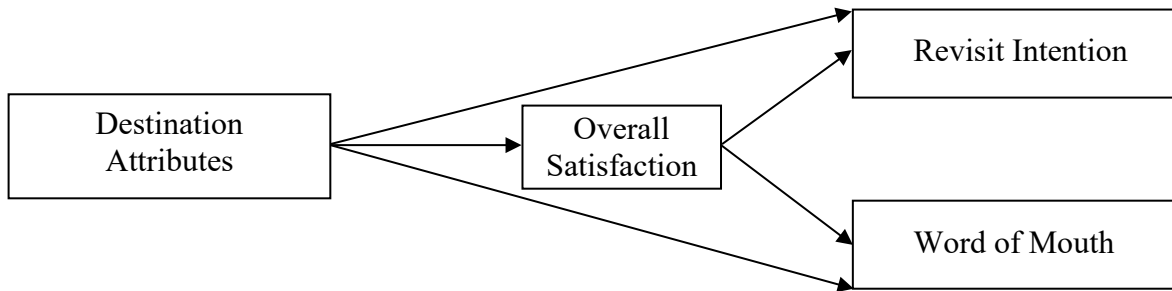 Destination
Attributes
Overall
Satisfaction
Revisit Intention
Word of Mouth